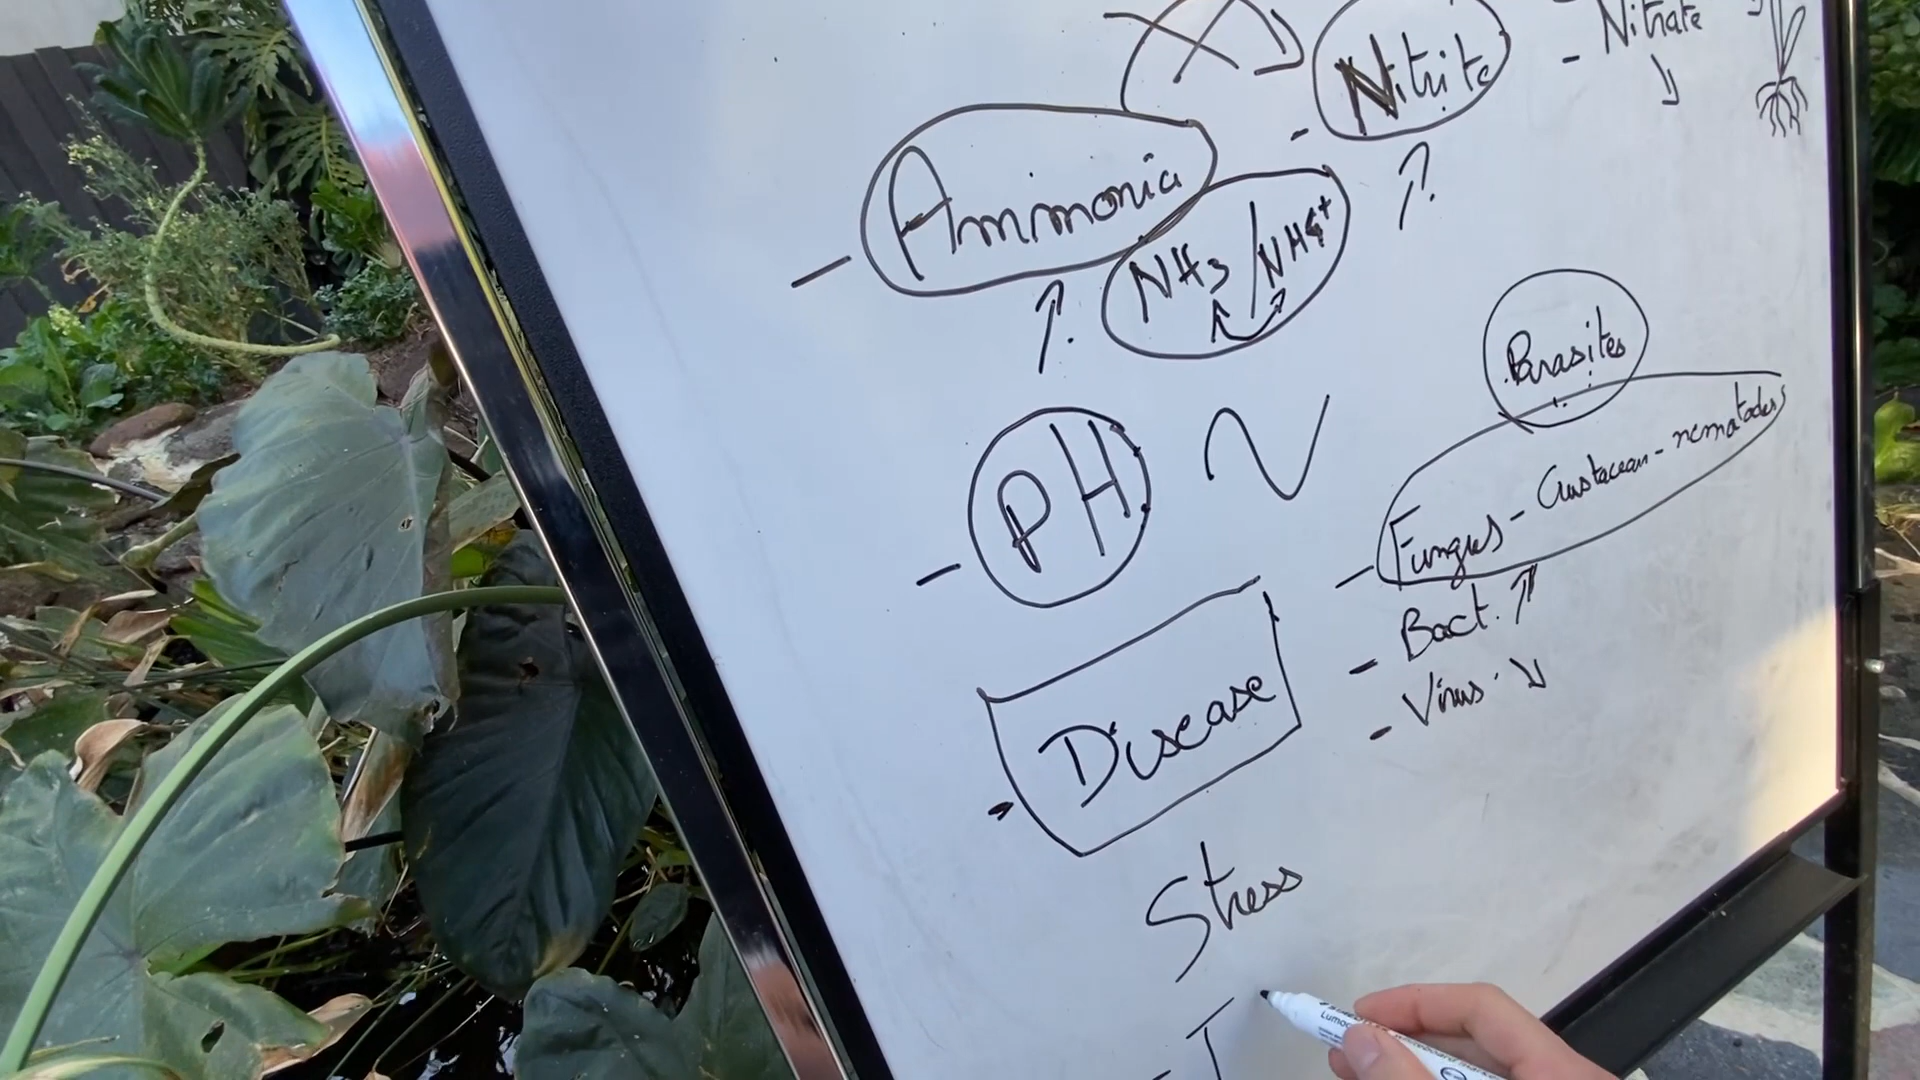 - Nitrite - Nitrate
- Ammonia
NH3/NH4+
- PH
Parasites
- Fungus - Crustacean - nematodes
- Bact.
- Virus.
- Disease
Stress
- T